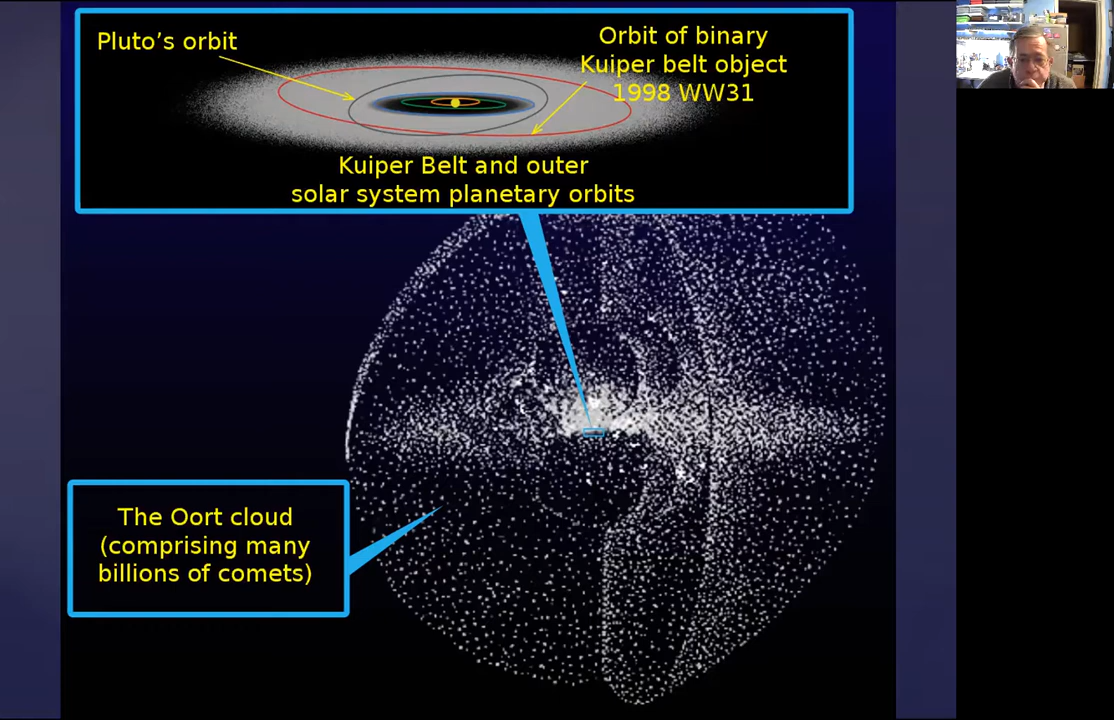 Pluto's orbit
Orbit of binary
Kuiper belt object
1998 WW31
Kuiper Belt and outer
solar system planetary orbits
The Oort cloud
(comprising many
billions of comets)